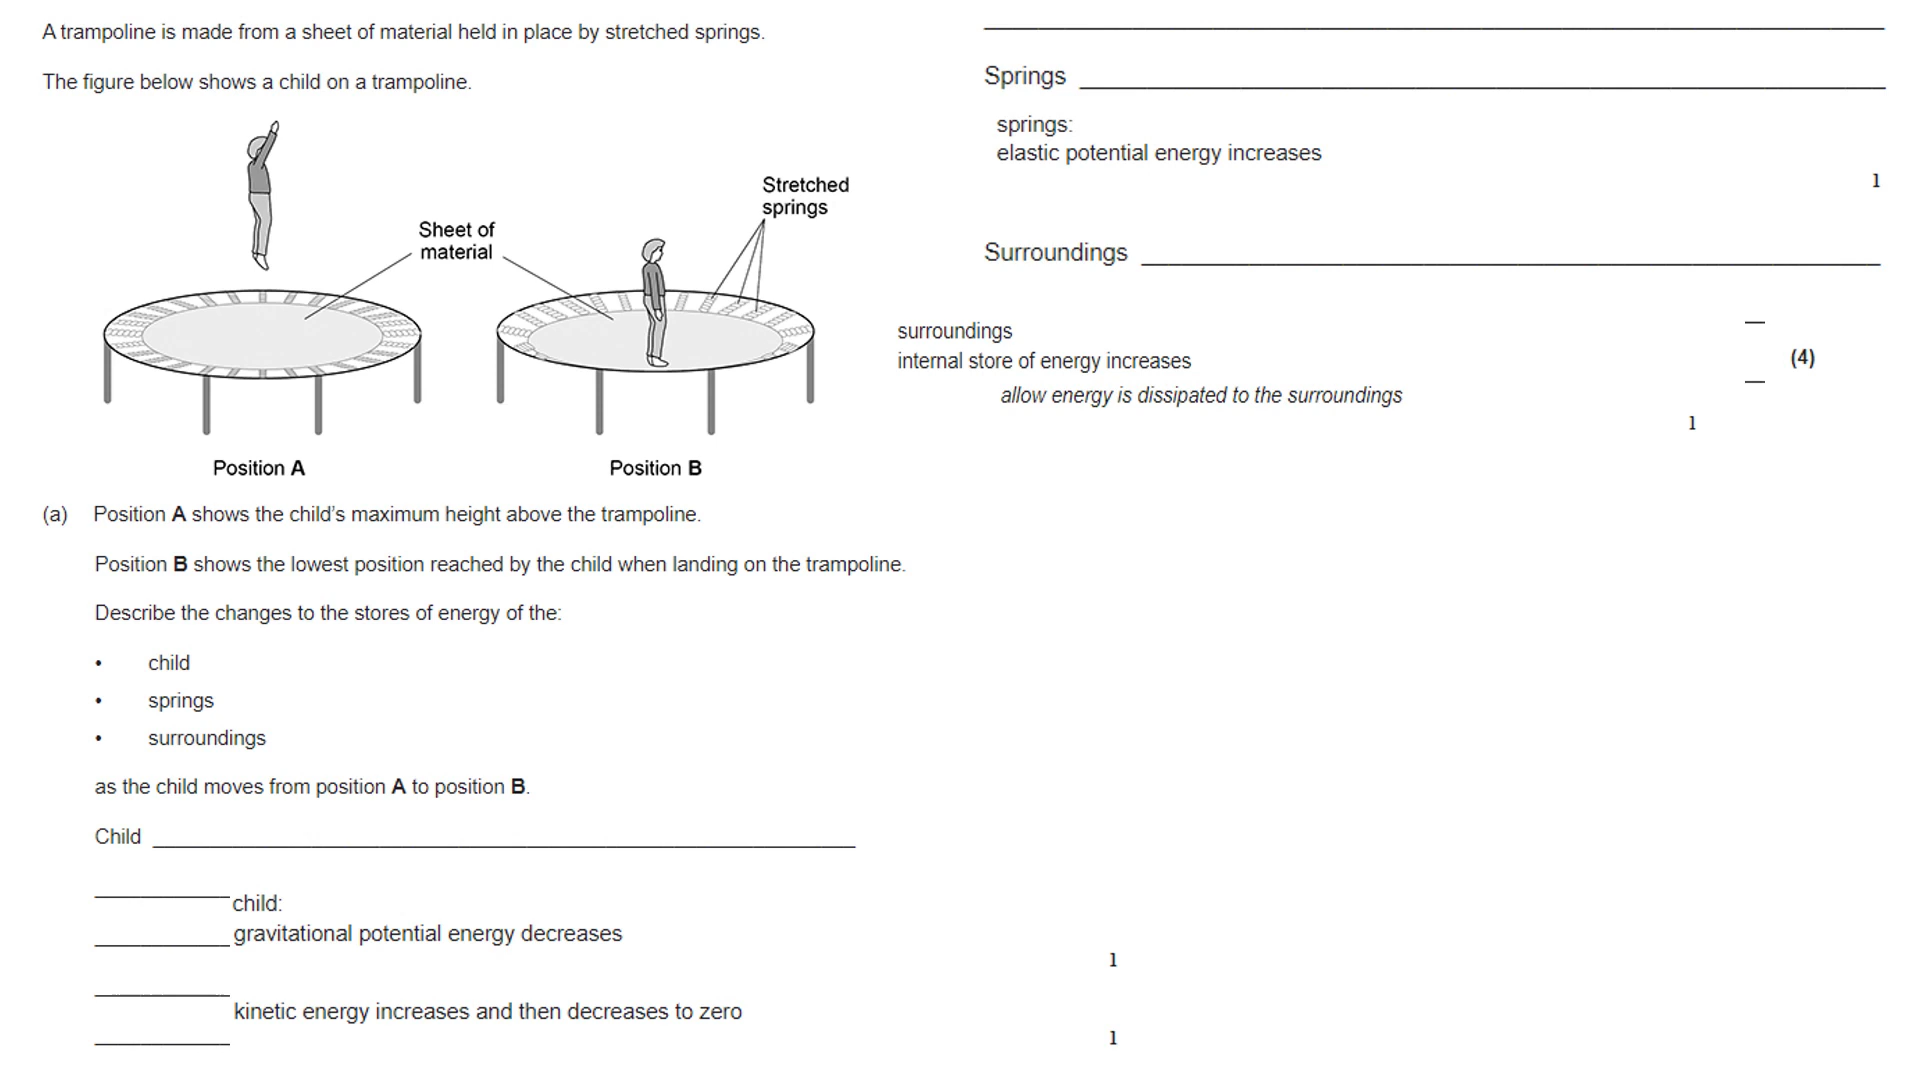 A trampoline is made from a sheet of material held in place by stretched springs.
The figure below shows a child on a trampoline.
Sheet of
material
Stretched
springs
Position A
Position B
(a) Position A shows the child's maximum height above the trampoline.
Position B shows the lowest position reached by the child when landing on the trampoline.
Describe the changes to the stores of energy of the:
• child
• springs
• surroundings
as the child moves from position A to position B.
Child
child:
gravitational potential energy decreases
1
kinetic energy increases and then decreases to zero
1
Springs
springs:
elastic potential energy increases
1
Surroundings
surroundings
internal store of energy increases
(4)
allow energy is dissipated to the surroundings
1